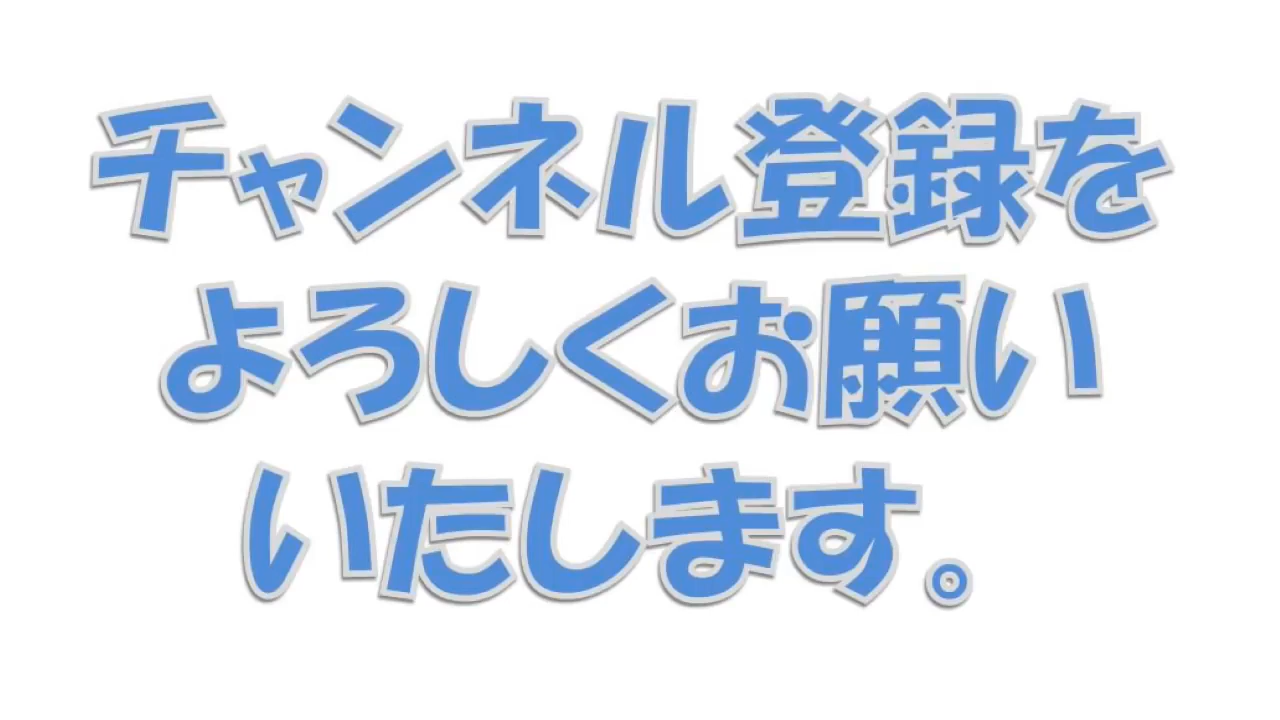 チャンネル登録を
よろしくお願い
いたします。